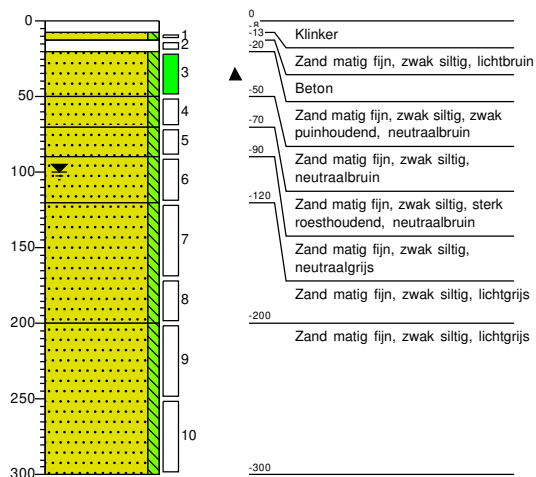 0
50
100
150
200
250
300
1
2
3
4
5
6
7
8
9
10
0
-8
-13
Klinker
-20
Zand matig fijn, zwak siltig, lichtbruin
Beton
-50
Zand matig fijn, zwak siltig, zwak
puinhoudend, neutraalbruin
-70
Zand matig fijn, zwak siltig,
neutraalbruin
-90
Zand matig fijn, zwak siltig, sterk
roesthoudend, neutraalbruin
-120
Zand matig fijn, zwak siltig,
neutraalgrijs
Zand matig fijn, zwak siltig, lichtgrijs
-200
Zand matig fijn, zwak siltig, lichtgrijs
-300